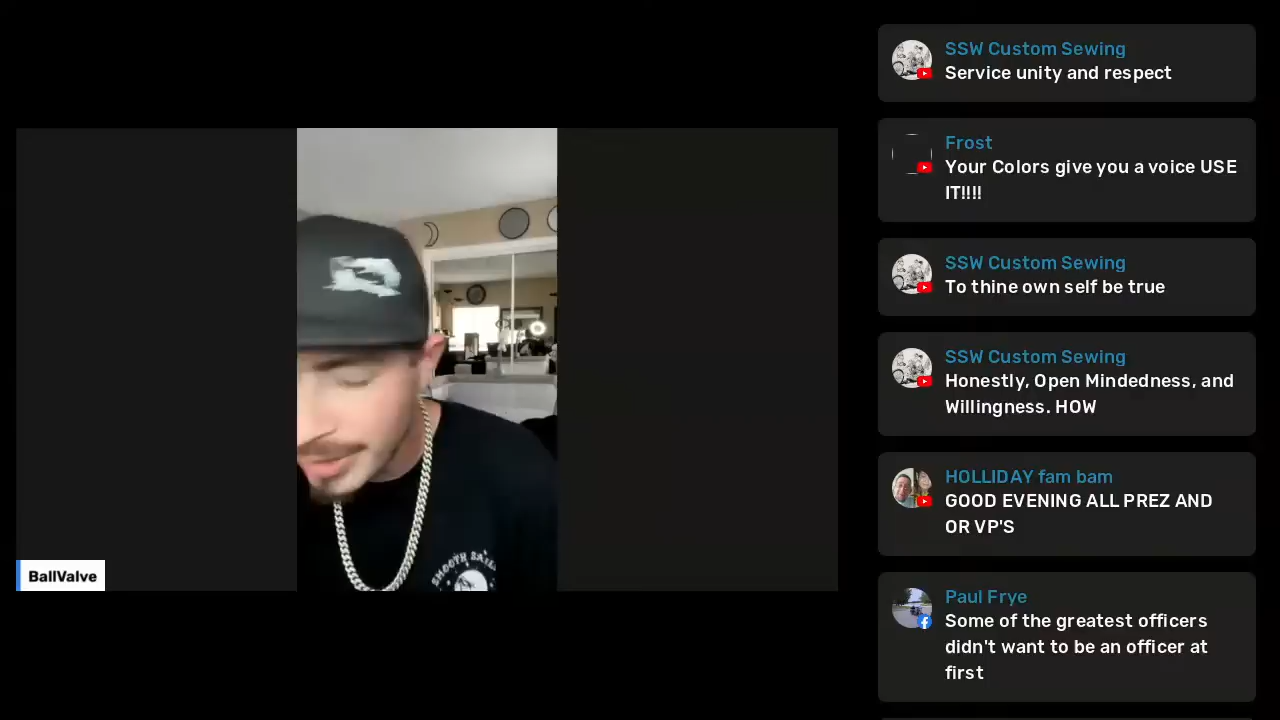 SSW Custom Sewing
Service unity and respect
Frost
Your Colors give you a voice USE
IT!!!!
SSW Custom Sewing
To thine own self be true
SSW Custom Sewing
Honestly, Open Mindedness, and
Willingness. HOW
HOLLIDAY fam bam
GOOD EVENING ALL PREZ AND
OR VP'S
Paul Frye
Some of the greatest officers
didn't want to be an officer at
first
BallValve
SMOOTH